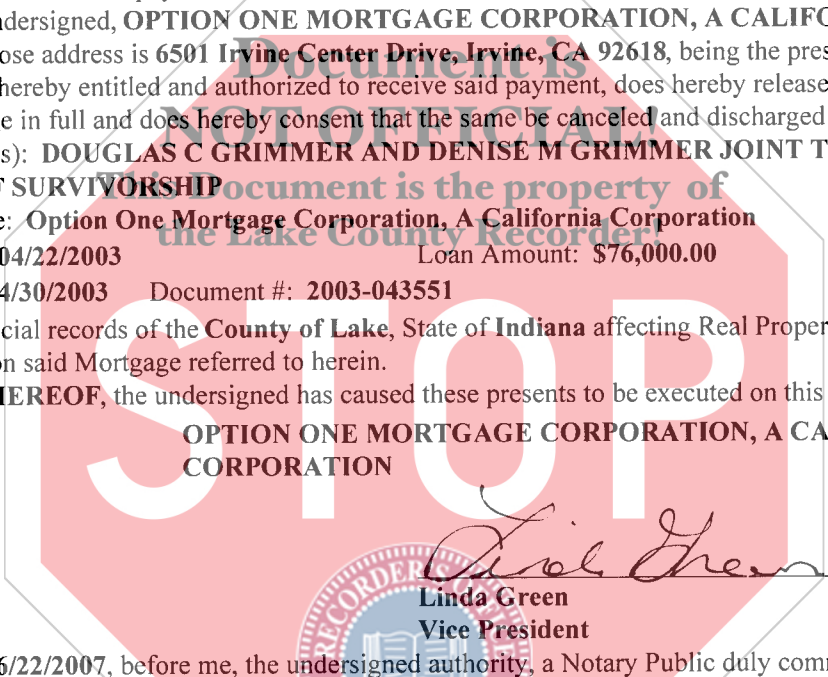 ndersigned, OPTION ONE MORTGAGE CORPORATION, A CALIFO
ose address is 6501 Irvine Center Drive, Irvine, CA 92618, being the pres
Document is
hereby entitled and authorized to receive said payment, does hereby release
NOT OFFICIAL!
e in full and does hereby consent that the same be canceled and discharged
s): DOUGLAS C GRIMMER AND DENISE M GRIMMER JOINT T
SURVIVORSHIP
This Document is the property of
e: Option One Mortgage Corporation, A California Corporation
the Lake County Recorder!
04/22/2003 Loan Amount: $76,000.00
4/30/2003 Document #: 2003-043551
cial records of the County of Lake, State of Indiana affecting Real Proper
n said Mortgage referred to herein.
HEREOF, the undersigned has caused these presents to be executed on this
STOP
OPTION ONE MORTGAGE CORPORATION, A CA
CORPORATION
Linda Green
Linda Green
Vice President
RECORDER'S OFFICE
6/22/2007, before me, the undersigned authority, a Notary Public duly com